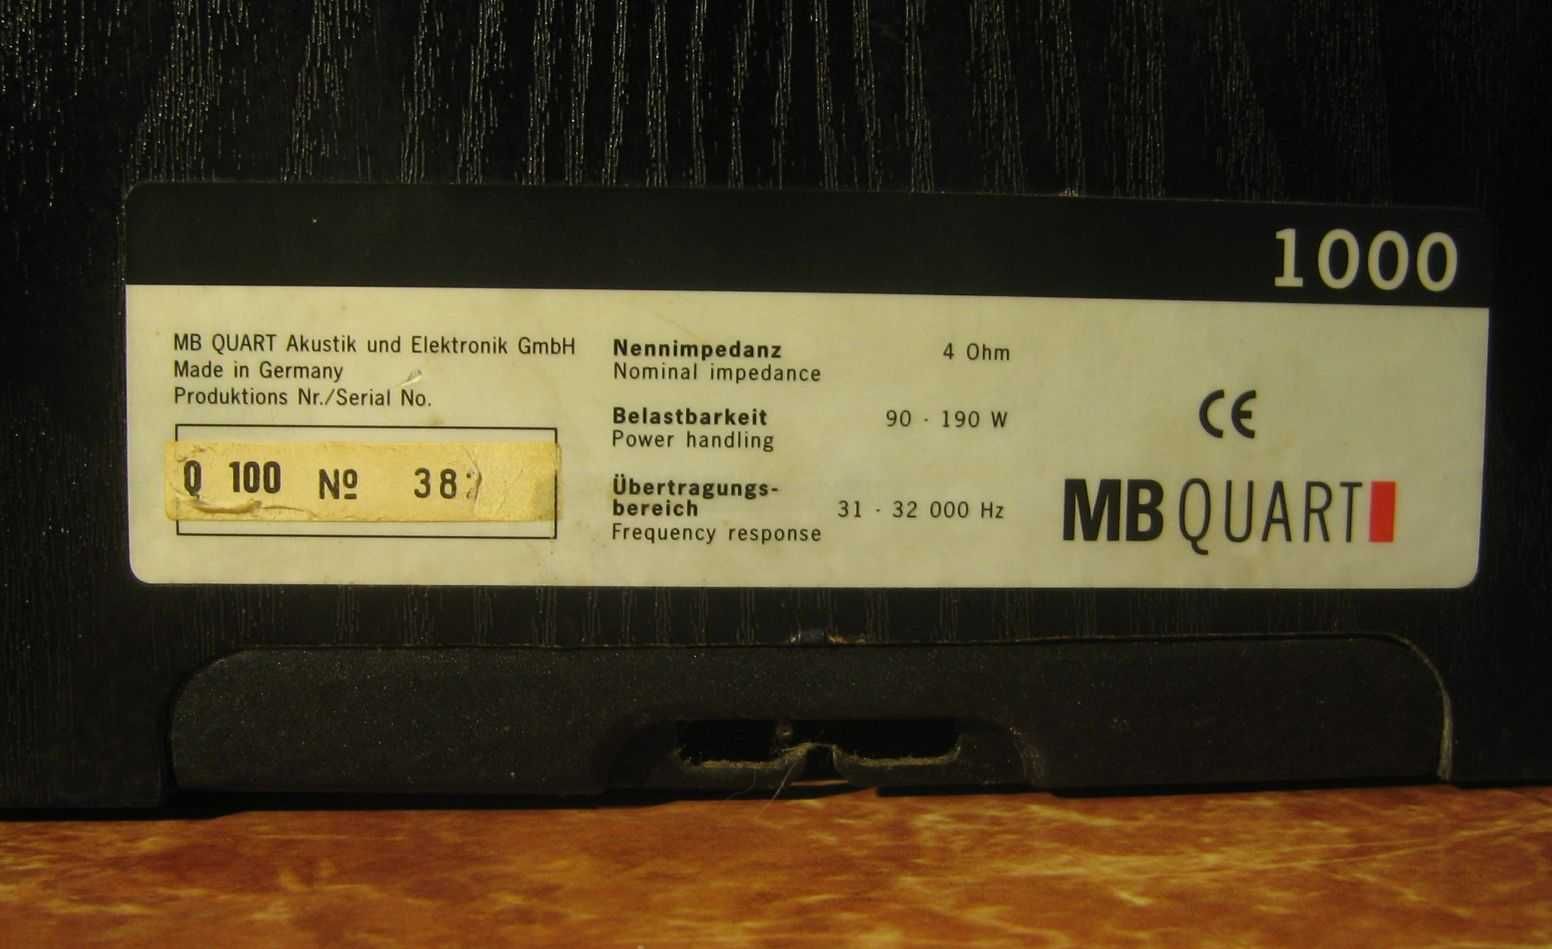 1000
MB QUART Akustik und Elektronik GmbH
Made in Germany
Produktions Nr./Serial No.
Q 100 Nº
Nennimpedanz 4 Ohm
Nominal impedance
Belastbarkeit 90 - 190 W
Power handling
Übertragungs-
bereich 31 - 32 000 Hz
Frequency response
CE
MB QUART